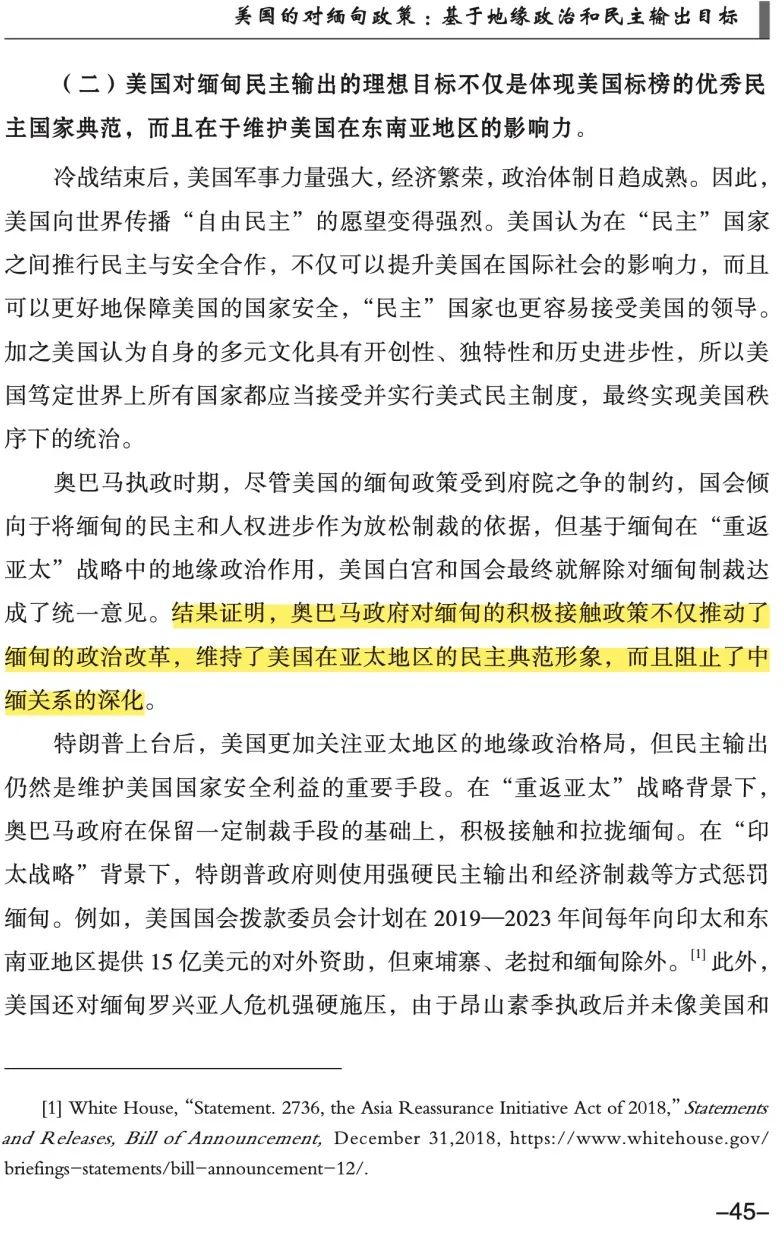 美国的对缅甸政策：基于地缘政治和民主输出目标
（二）美国对缅甸民主输出的理想目标不仅是体现美国标榜的优秀民
主国家典范，而且在于维护美国在东南亚地区的影响力。
冷战结束后，美国军事力量强大，经济繁荣，政治体制日趋成熟。因此，
美国向世界传播“自由民主”的愿望变得强烈。美国认为在“民主”国家
之间推行民主与安全合作，不仅可以提升美国在国际社会的影响力，而且
可以更好地保障美国的国家安全，“民主”国家也更容易接受美国的领导。
加之美国认为自身的多元文化具有开创性、独特性和历史进步性，所以美
国笃定世界上所有国家都应当接受并实行美式民主制度，最终实现美国秩
序下的统治。
奥巴马执政时期，尽管美国的缅甸政策受到府院之争的制约，国会倾
向于将缅甸的民主和人权进步作为放松制裁的依据，但基于缅甸在“重返
亚太”战略中的地缘政治作用，美国白宫和国会最终就解除对缅甸制裁达
成了统一意见。结果证明，奥巴马政府对缅甸的积极接触政策不仅推动了
缅甸的政治改革，维持了美国在亚太地区的民主典范形象，而且阻止了中
缅关系的深化。
特朗普上台后，美国更加关注亚太地区的地缘政治格局，但民主输出
仍然是维护美国国家安全利益的重要手段。在“重返亚太”战略背景下，
奥巴马政府在保留一定制裁手段的基础上，积极接触和拉拢缅甸。在“印
太战略”背景下，特朗普政府则使用强硬民主输出和经济制裁等方式惩罚
缅甸。例如，美国国会拨款委员会计划在 2019—2023 年间每年向印太和东
南亚地区提供 15 亿美元的对外资助，但柬埔寨、老挝和缅甸除外。[1] 此外，
美国还对缅甸罗兴亚人危机强硬施压，由于昂山素季执政后并未像美国和
[1] White House, “Statement. 2736, the Asia Reassurance Initiative Act of 2018,” Statements
and Releases, Bill of Announcement, December 31,2018, https://www.whitehouse.gov/
briefings-statements/bill-announcement-12/.
-45-